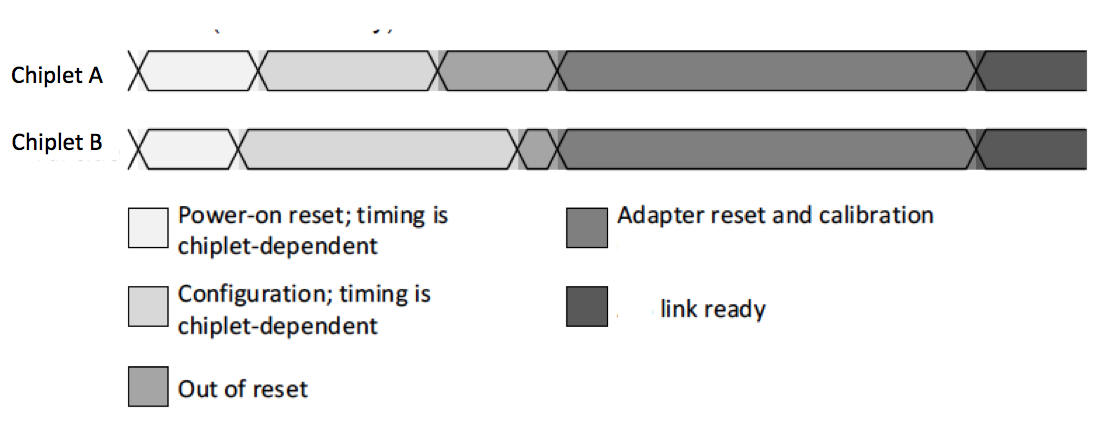 Chiplet A
Chiplet B
Power-on reset; timing is
chiplet-dependent
Adapter reset and calibration
Configuration; timing is
chiplet-dependent
link ready
Out of reset